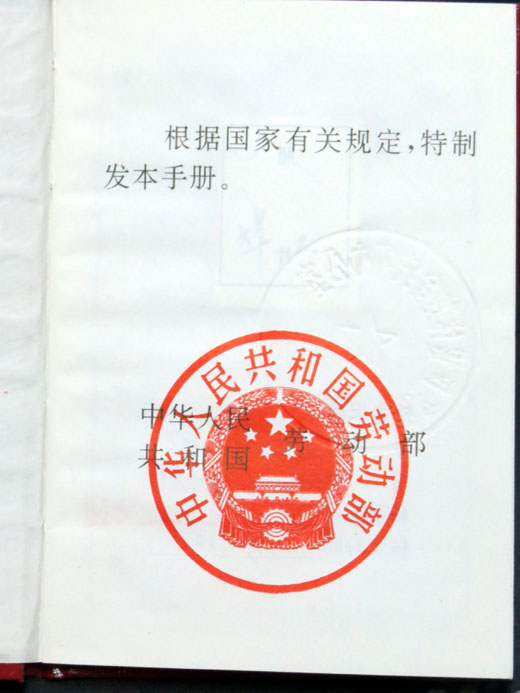 根据国家有关规定，特制
发本手册。
中华人民共和国劳动部
中华人民
共和国 劳动部